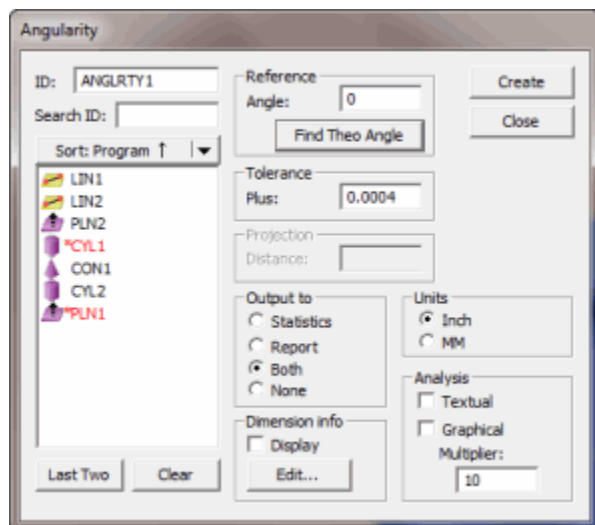 Angularity
ID: ANGLRTY1
Search ID:
Sort: Program ↑
LIN1
LIN2
PLN2
*CYL1
CON1
CYL2
*PLN1
Last Two
Clear
Reference
Angle: 0
Find Theo Angle
Tolerance
Plus: 0.0004
Projection
Distance:
Output to
Statistics
Report
Both
None
Dimension info
Display
Edit...
Create
Close
Units
Inch
MM
Analysis
Textual
Graphical
Multiplier:
10